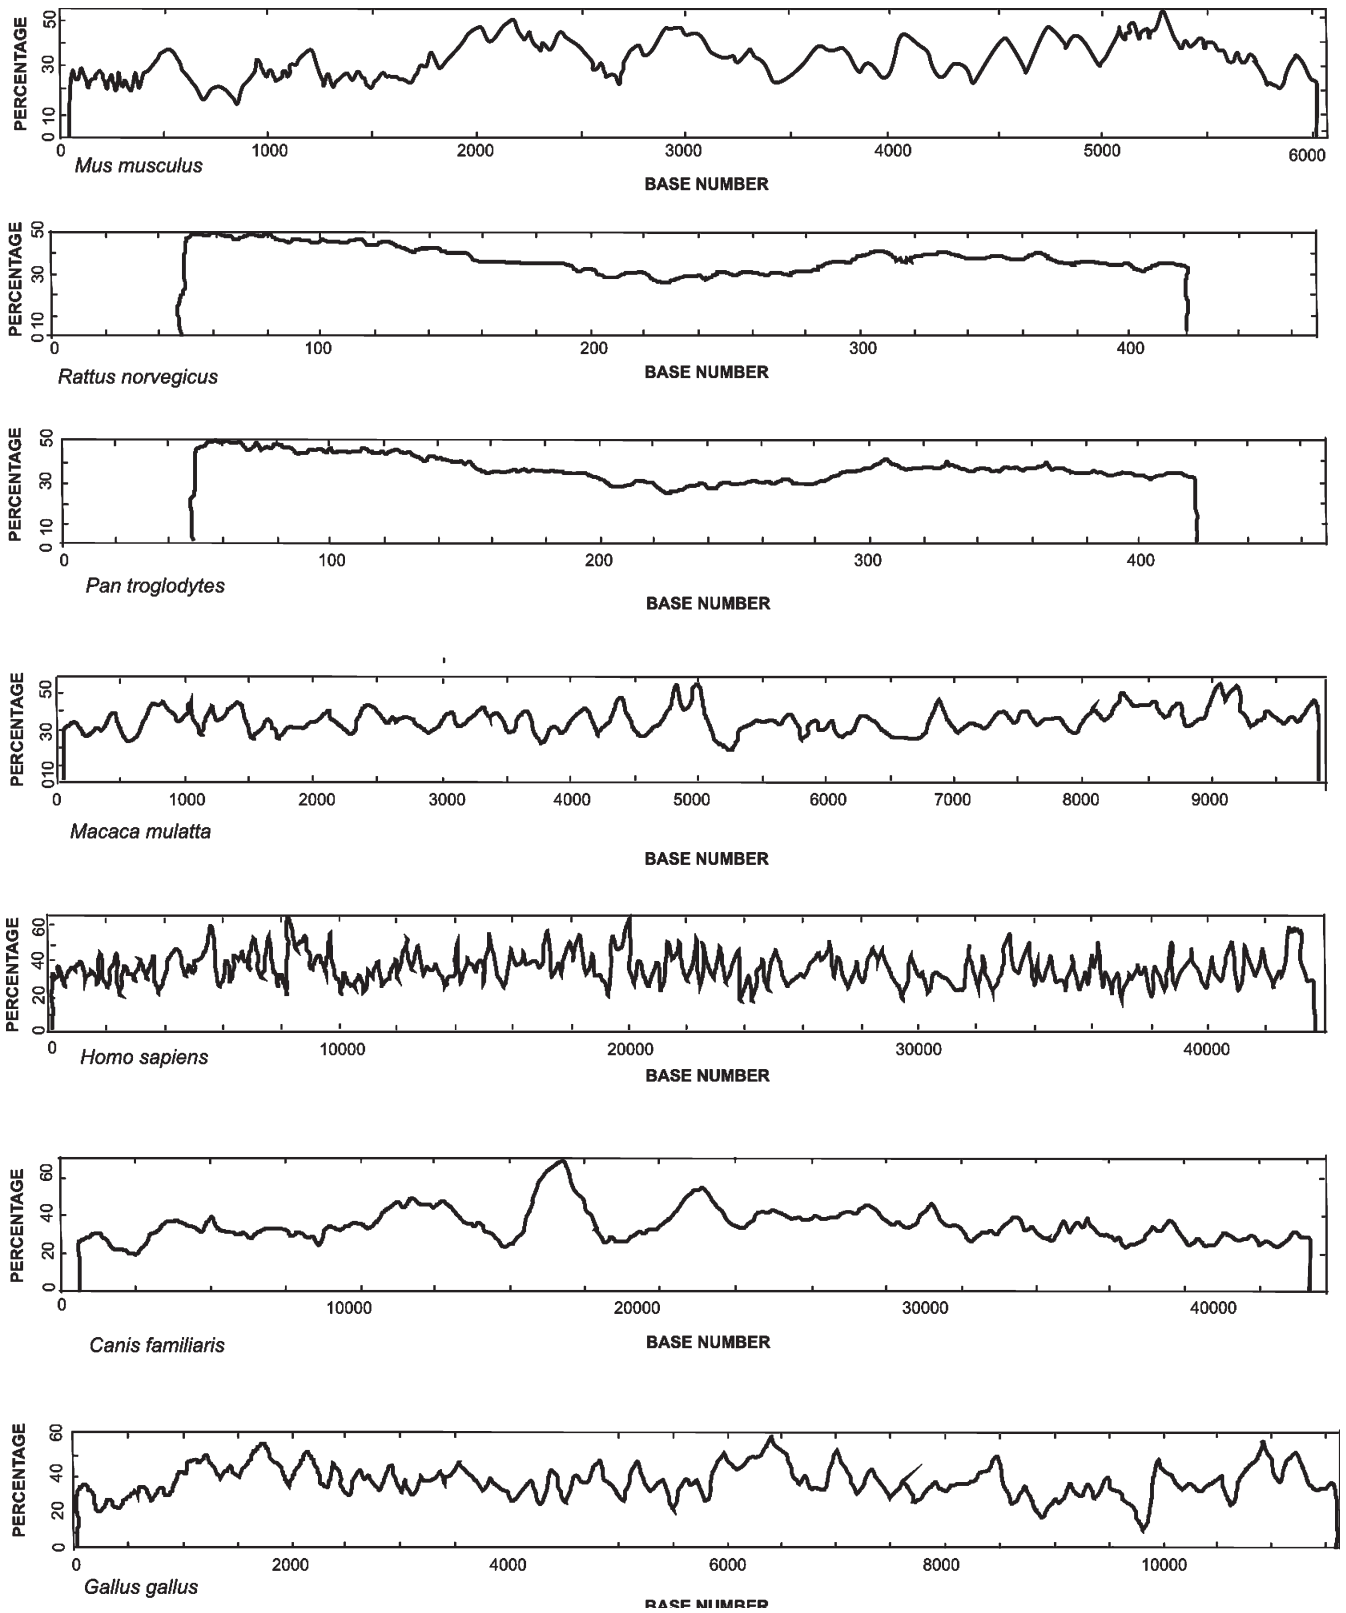 PERCENTAGE
50
30
0 10
0 1000 2000 3000 4000 5000 6000
Mus musculus
BASE NUMBER
PERCENTAGE
50
30
0 10
0 100 200 300 400
Rattus norvegicus
BASE NUMBER
PERCENTAGE
50
30
0 10
0 100 200 300 400
Pan troglodytes
BASE NUMBER
PERCENTAGE
50
30
010
0 1000 2000 3000 4000 5000 6000 7000 8000 9000
Macaca mulatta
BASE NUMBER
PERCENTAGE
60
40
20
0
0 10000 20000 30000 40000
Homo sapiens
BASE NUMBER
PERCENTAGE
60
40
20
0
0 10000 20000 30000 40000
Canis familiaris
BASE NUMBER
PERCENTAGE
60
40
20
0
0 2000 4000 6000 8000 10000
Gallus gallus
BASE NUMBER